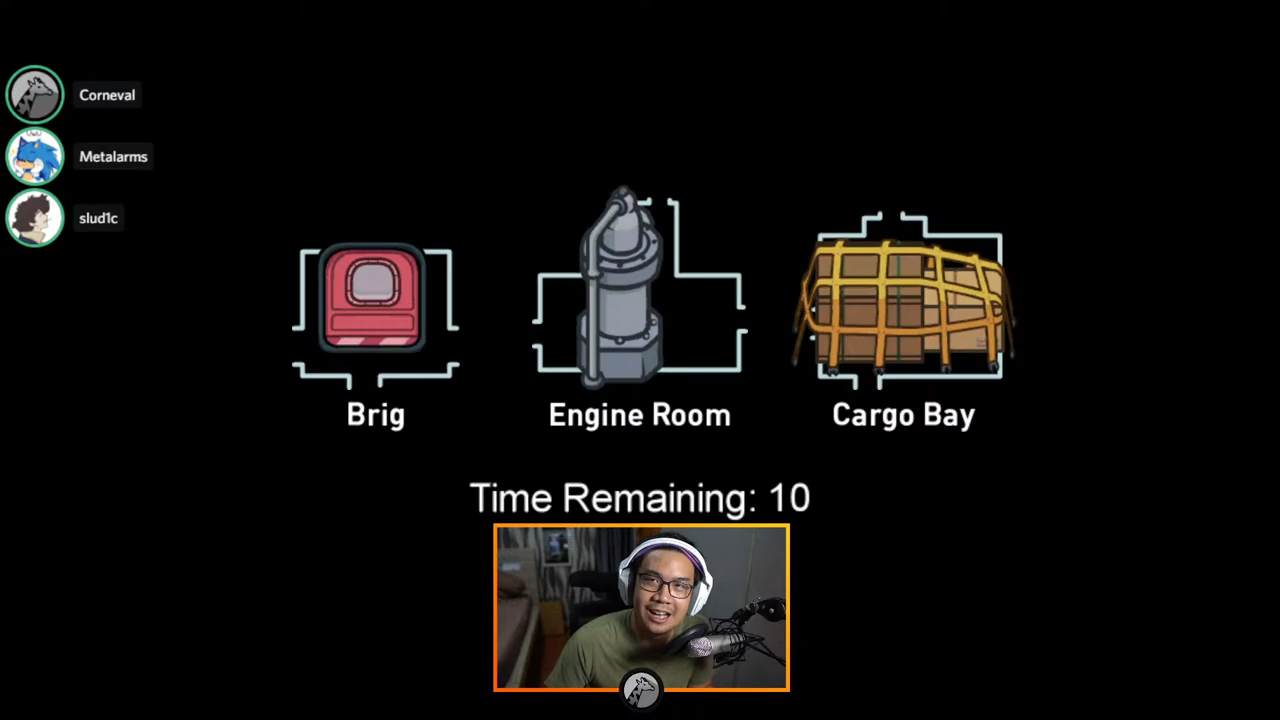 Corneval
Metalarms
slud1c
Brig
Engine Room
Cargo Bay
Time Remaining: 10